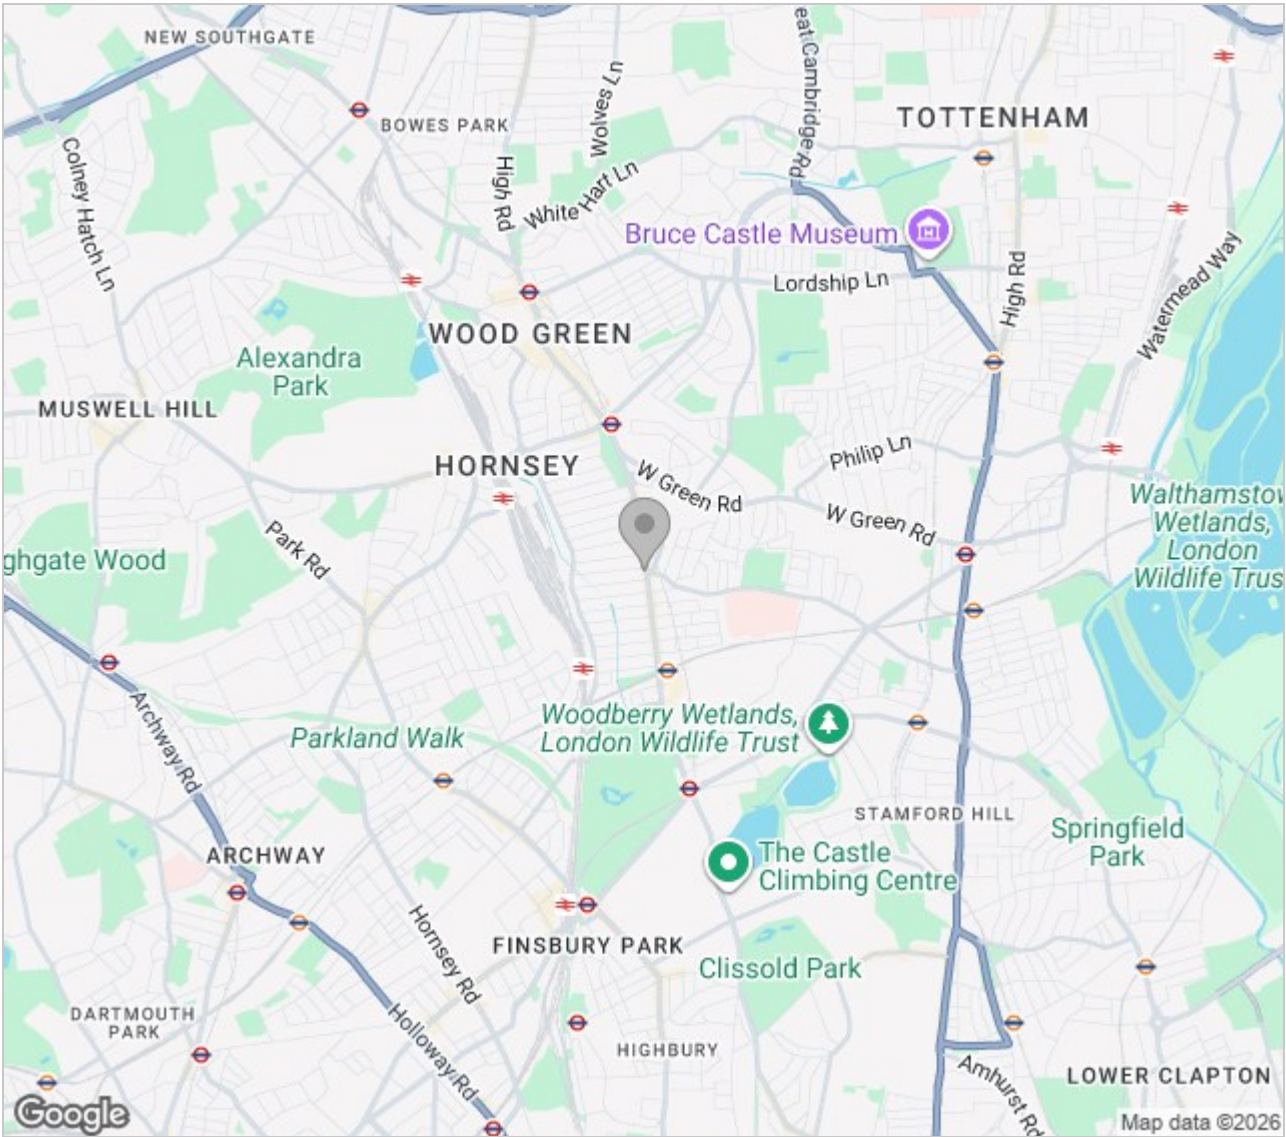 NEW SOUTHGATE
BOWES PARK
Colney Hatch Ln
High Rd
Wolves Ln
White Hart Ln
eat Cambridge Rd
TOTTENHAM
Bruce Castle Museum
Lordship Ln
High Rd
Watermead Way
WOOD GREEN
Alexandra
Park
MUSWELL HILL
HORNSEY
Philip Ln
W Green Rd
W Green Rd
Walthamstow
Wetlands,
London
Wildlife Trus
ghgate Wood
Park Rd
Archway Rd
Parkland Walk
Woodberry Wetlands,
London Wildlife Trust
STAMFORD HILL
Springfield
Park
ARCHWAY
The Castle
Climbing Centre
Hornsey Rd
FINSBURY PARK
Clissold Park
DARTMOUTH
PARK
Holloway Rd
HIGHBURY
Amhurst Rd
LOWER CLAPTON
Google
Map data ©2026